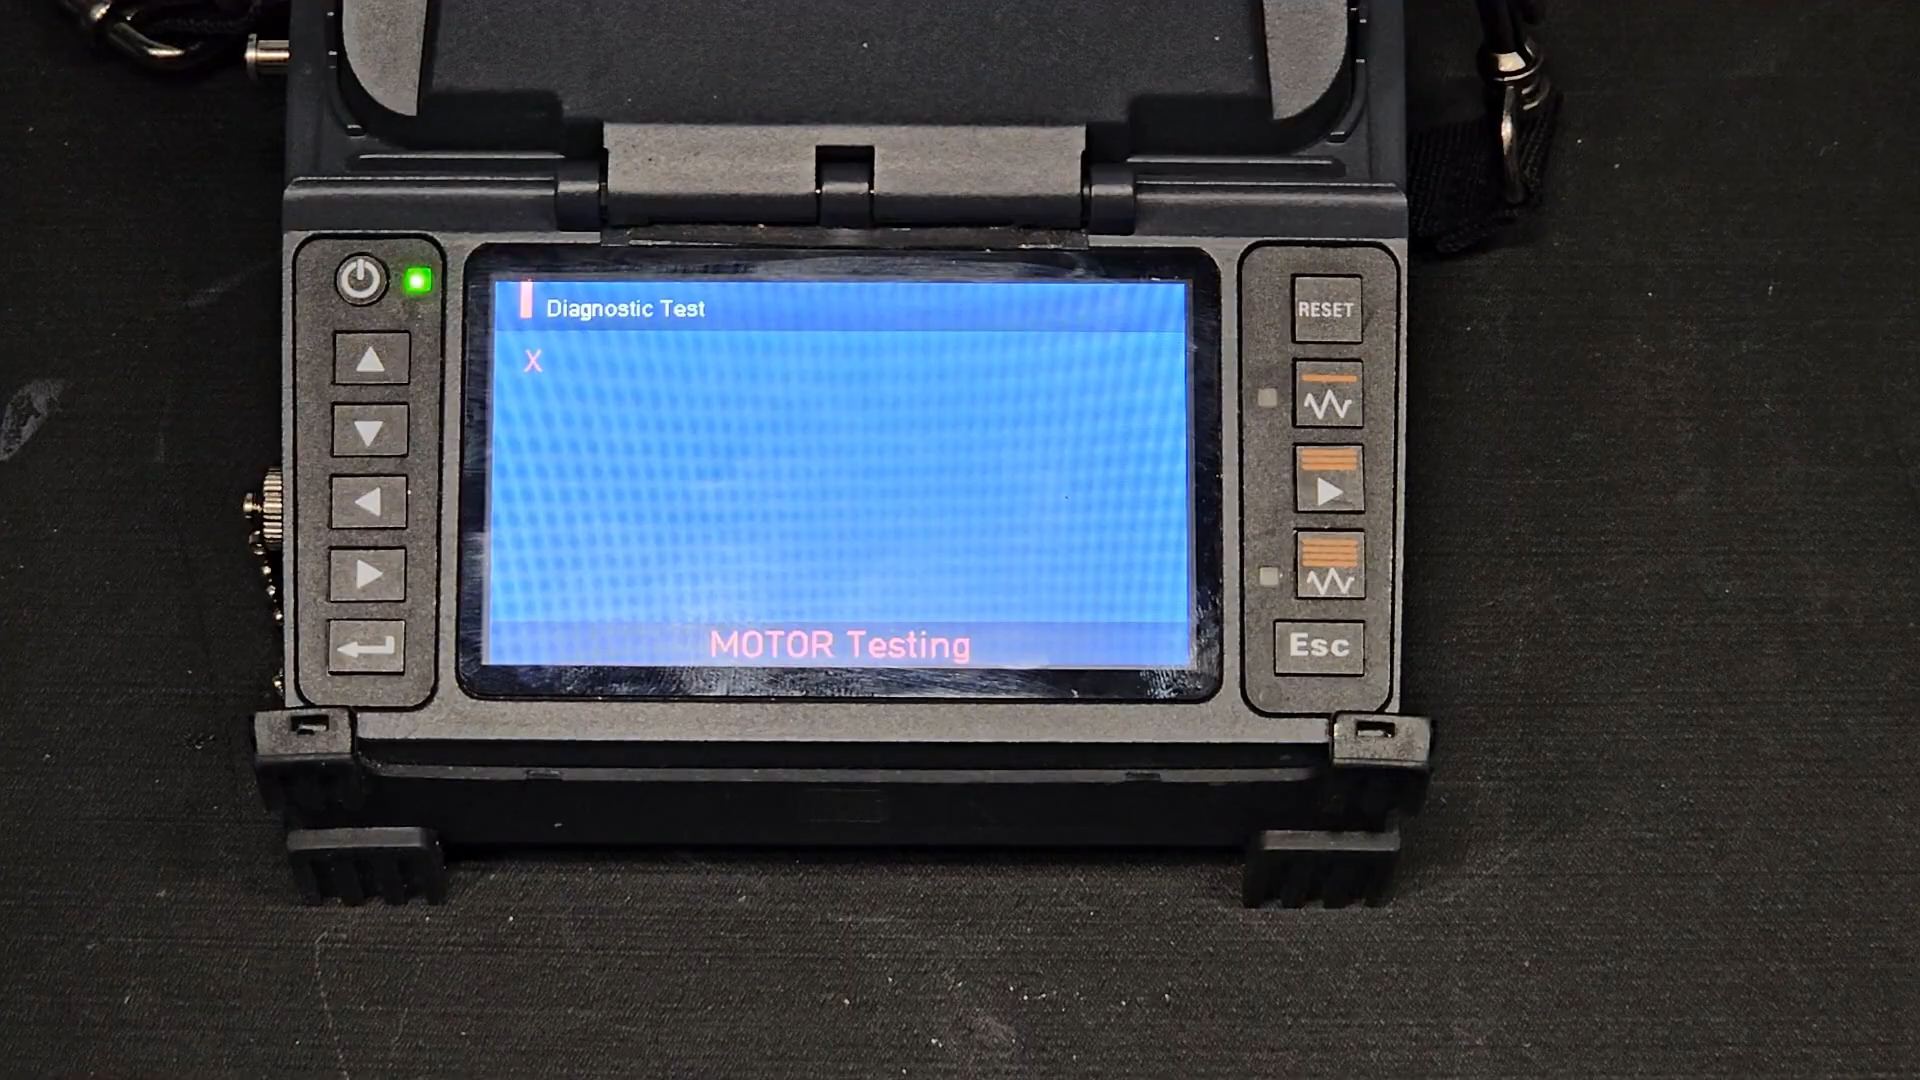 Diagnostic Test
X
MOTOR Testing
RESET
Esc